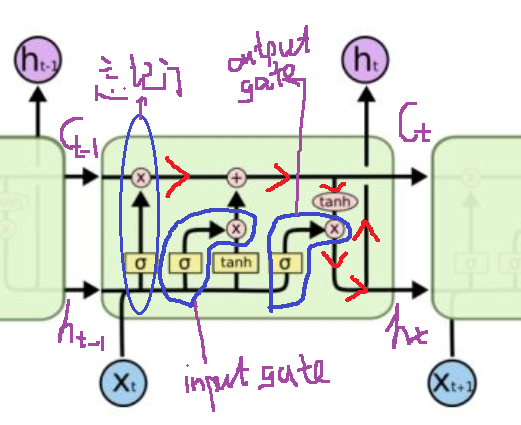 h_{t-1}
忘记门
output
gate
h_t
C_{t-1}
C_t
x
+
tanh
x
x
σ
σ
tanh
σ
h_{t-1}
h_t
X_t
input gate
X_{t+1}